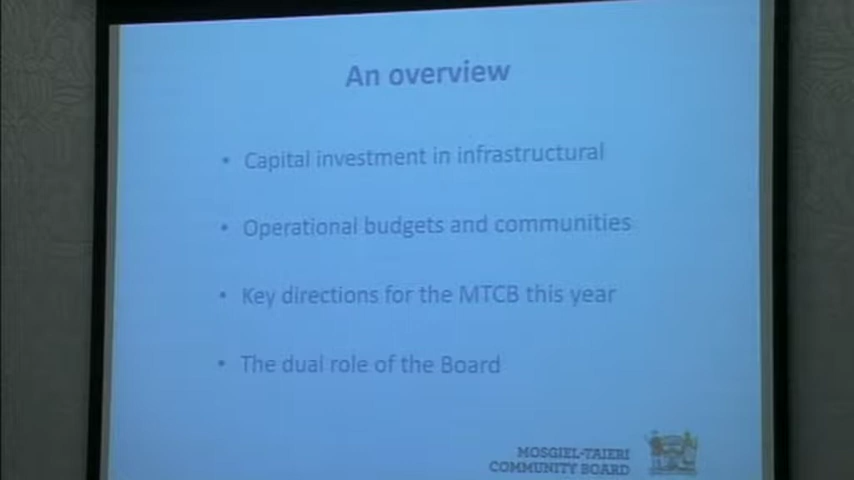 An overview
• Capital investment in infrastructural
• Operational budgets and communities
• Key directions for the MTCB this year
• The dual role of the Board
MOSGIEL-TAIERI
COMMUNITY BOARD